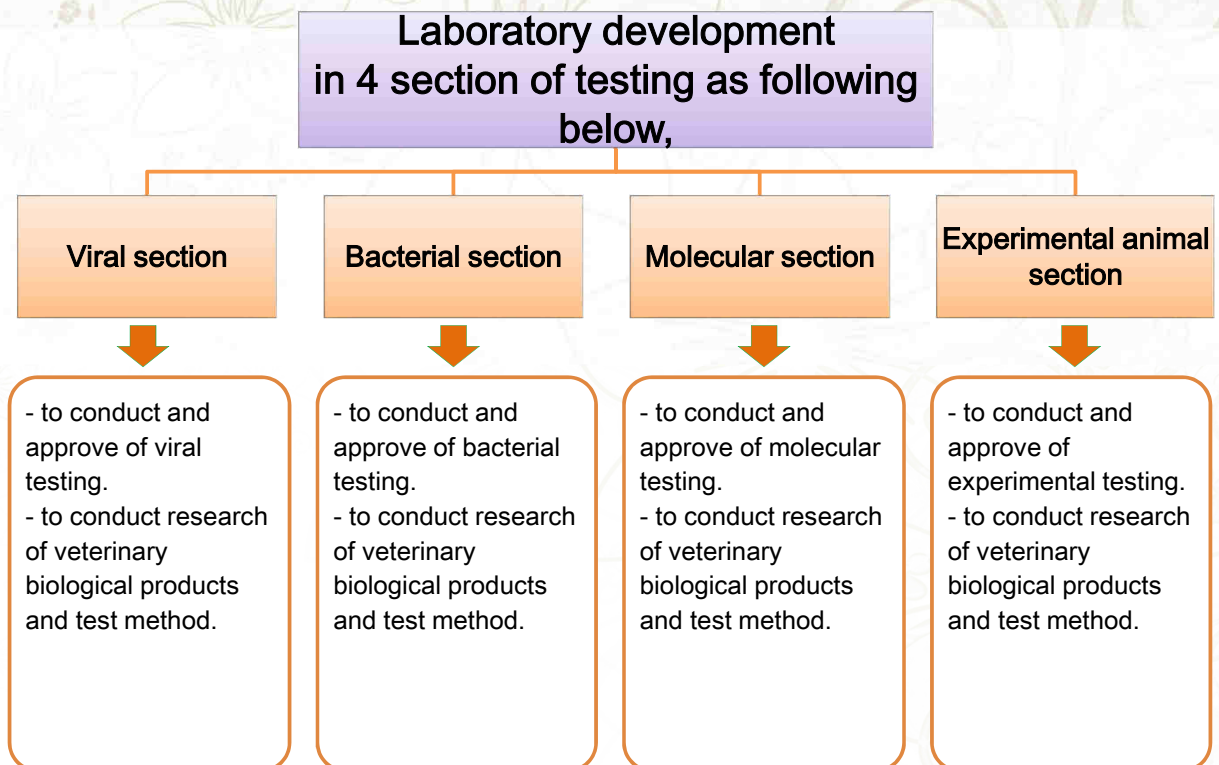 Laboratory development
in 4 section of testing as following
below,
Viral section
Bacterial section
Molecular section
Experimental animal
section
- to conduct and
approve of viral
testing.
- to conduct research
of veterinary
biological products
and test method.
- to conduct and
approve of bacterial
testing.
- to conduct research
of veterinary
biological products
and test method.
- to conduct and
approve of molecular
testing.
- to conduct research
of veterinary
biological products
and test method.
- to conduct and
approve of
experimental testing.
- to conduct research
of veterinary
biological products
and test method.